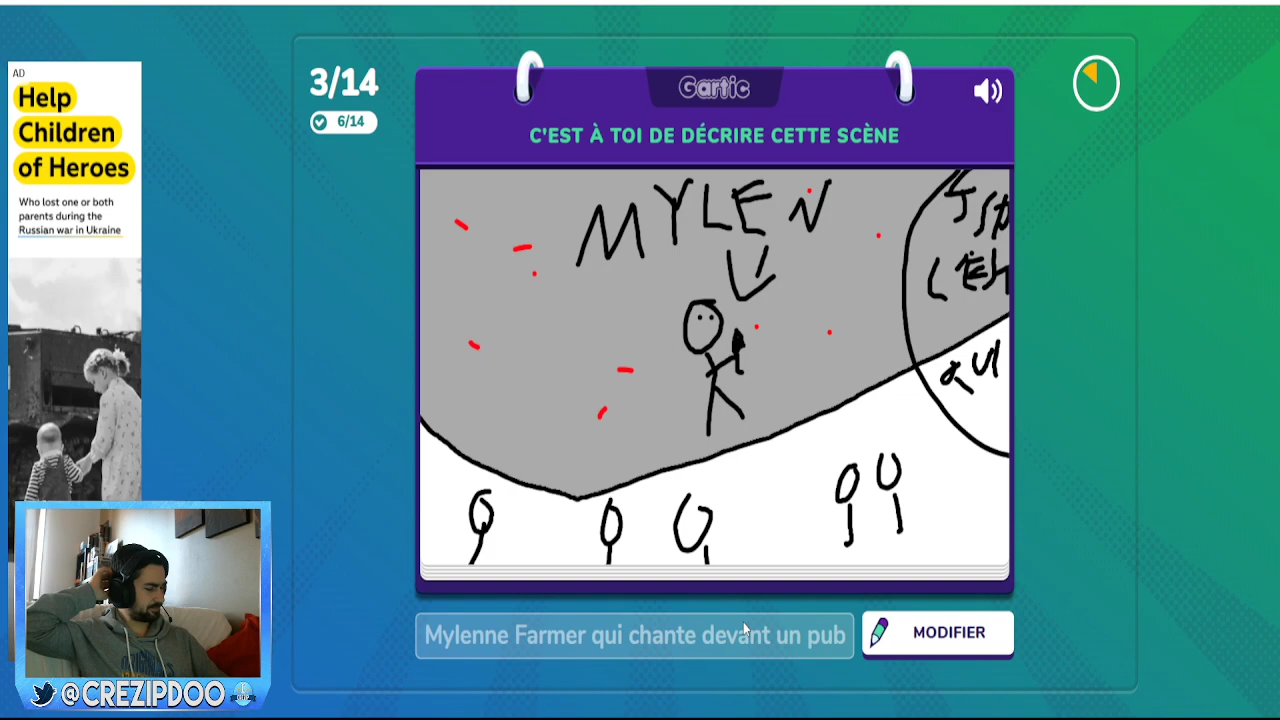 AD
Help
Children
of Heroes
Who lost one or both
parents during the
Russian war in Ukraine
3/14
6/14
Gartic
C'EST À TOI DE DÉCRIRE CETTE SCÈNE
MYLEN
QUI
Mylenne Farmer qui chante devant un pub
MODIFIER
@CREZIPDOO